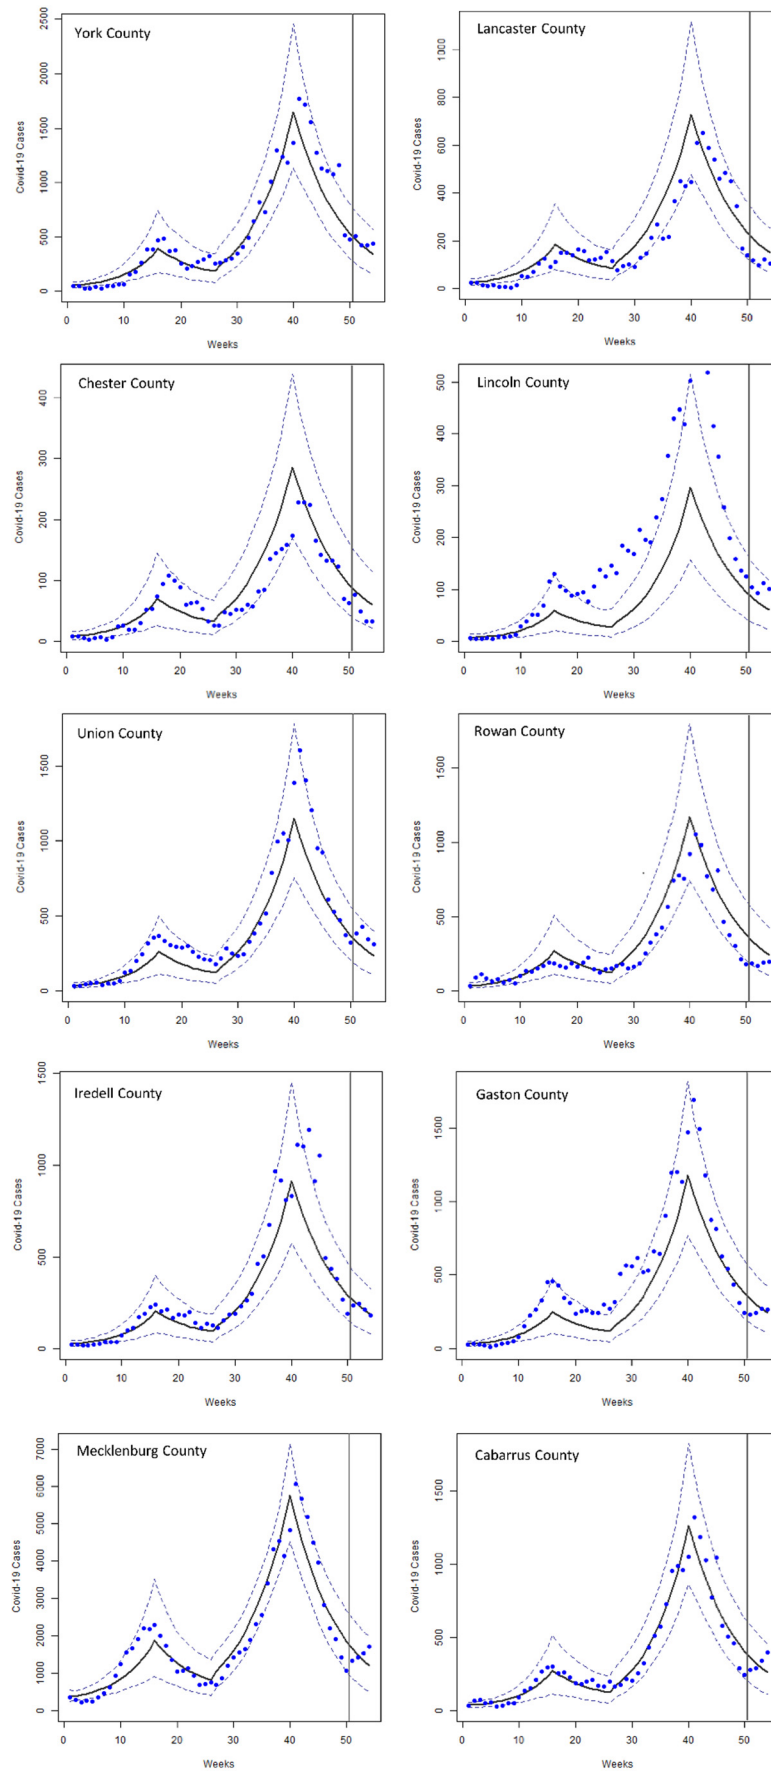 York County
Covid-19 Cases
2500
2000
1500
1000
500
0
0 10 20 30 40 50
Weeks
Lancaster County
Covid-19 Cases
1000
800
600
400
200
0
0 10 20 30 40 50
Weeks
Chester County
Covid-19 Cases
400
300
200
100
0
0 10 20 30 40 50
Weeks
Lincoln County
Covid-19 Cases
500
400
300
200
100
0
0 10 20 30 40 50
Weeks
Union County
Covid-19 Cases
1500
1000
500
0
0 10 20 30 40 50
Weeks
Rowan County
Covid-19 Cases
1500
1000
500
0
0 10 20 30 40 50
Weeks
Iredell County
Covid-19 Cases
1500
1000
500
0
0 10 20 30 40 50
Weeks
Gaston County
Covid-19 Cases
1500
1000
500
0
0 10 20 30 40 50
Weeks
Mecklenburg County
Covid-19 Cases
7000
6000
5000
4000
3000
2000
1000
0
0 10 20 30 40 50
Weeks
Cabarrus County
Covid-19 Cases
1500
1000
500
0
0 10 20 30 40 50
Weeks